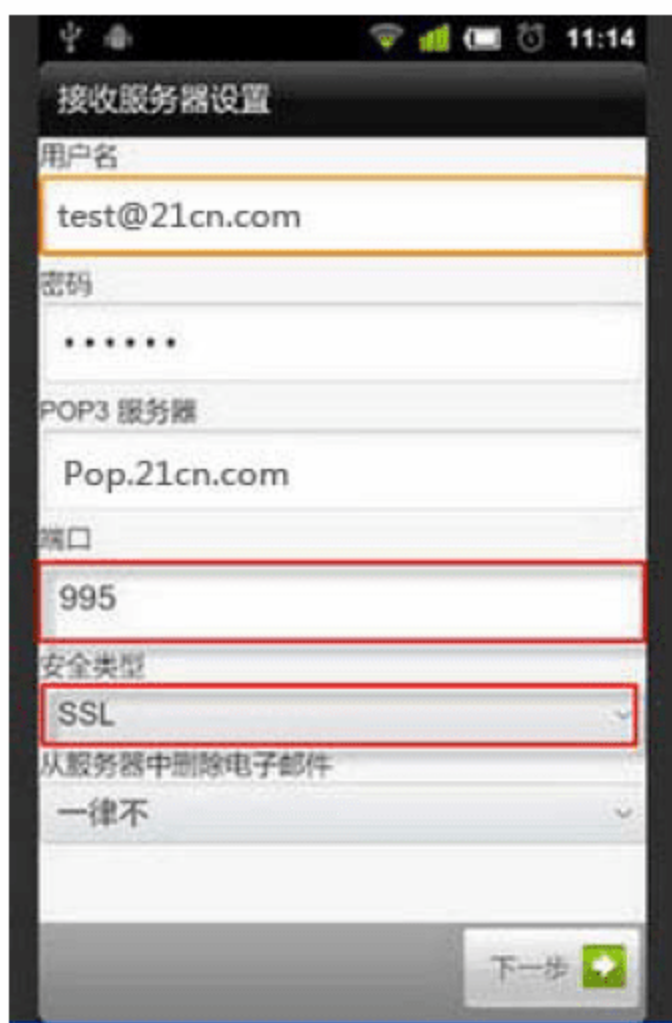 11:14
接收服务器设置
用户名
test@21cn.com
密码
••••••
POP3 服务器
Pop.21cn.com
端口
995
安全类型
SSL
从服务器中删除电子邮件
一律不
下一步